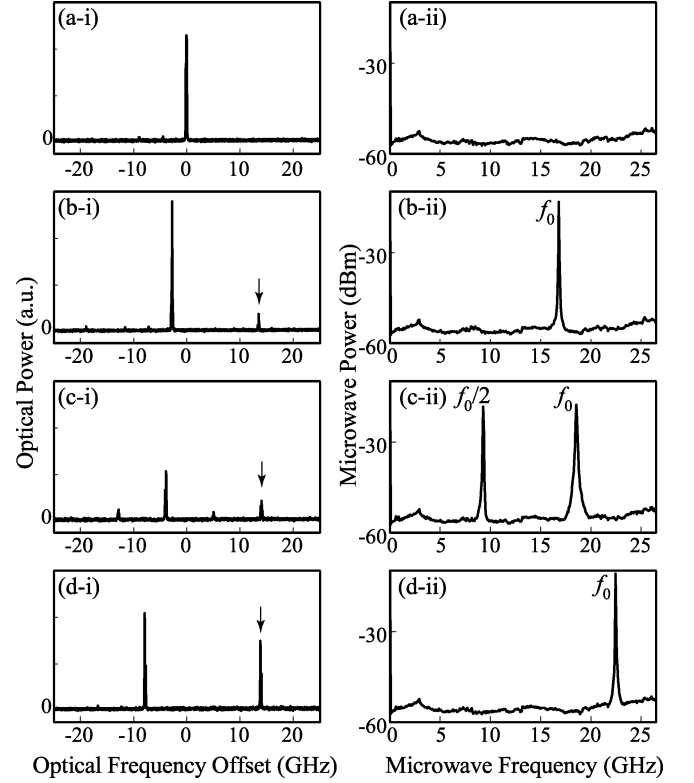 (a-i)
0
-20 -10 0 10 20
(a-ii)
-30
-60
0 5 10 15 20 25
(b-i)
0
-20 -10 0 10 20
(b-ii)
f0
-30
-60
0 5 10 15 20 25
(c-i)
0
-20 -10 0 10 20
(c-ii)
f0/2
f0
-30
-60
0 5 10 15 20 25
(d-i)
0
-20 -10 0 10 20
(d-ii)
f0
-30
-60
0 5 10 15 20 25
Optical Power (a.u.)
Microwave Power (dBm)
Optical Frequency Offset (GHz)
Microwave Frequency (GHz)